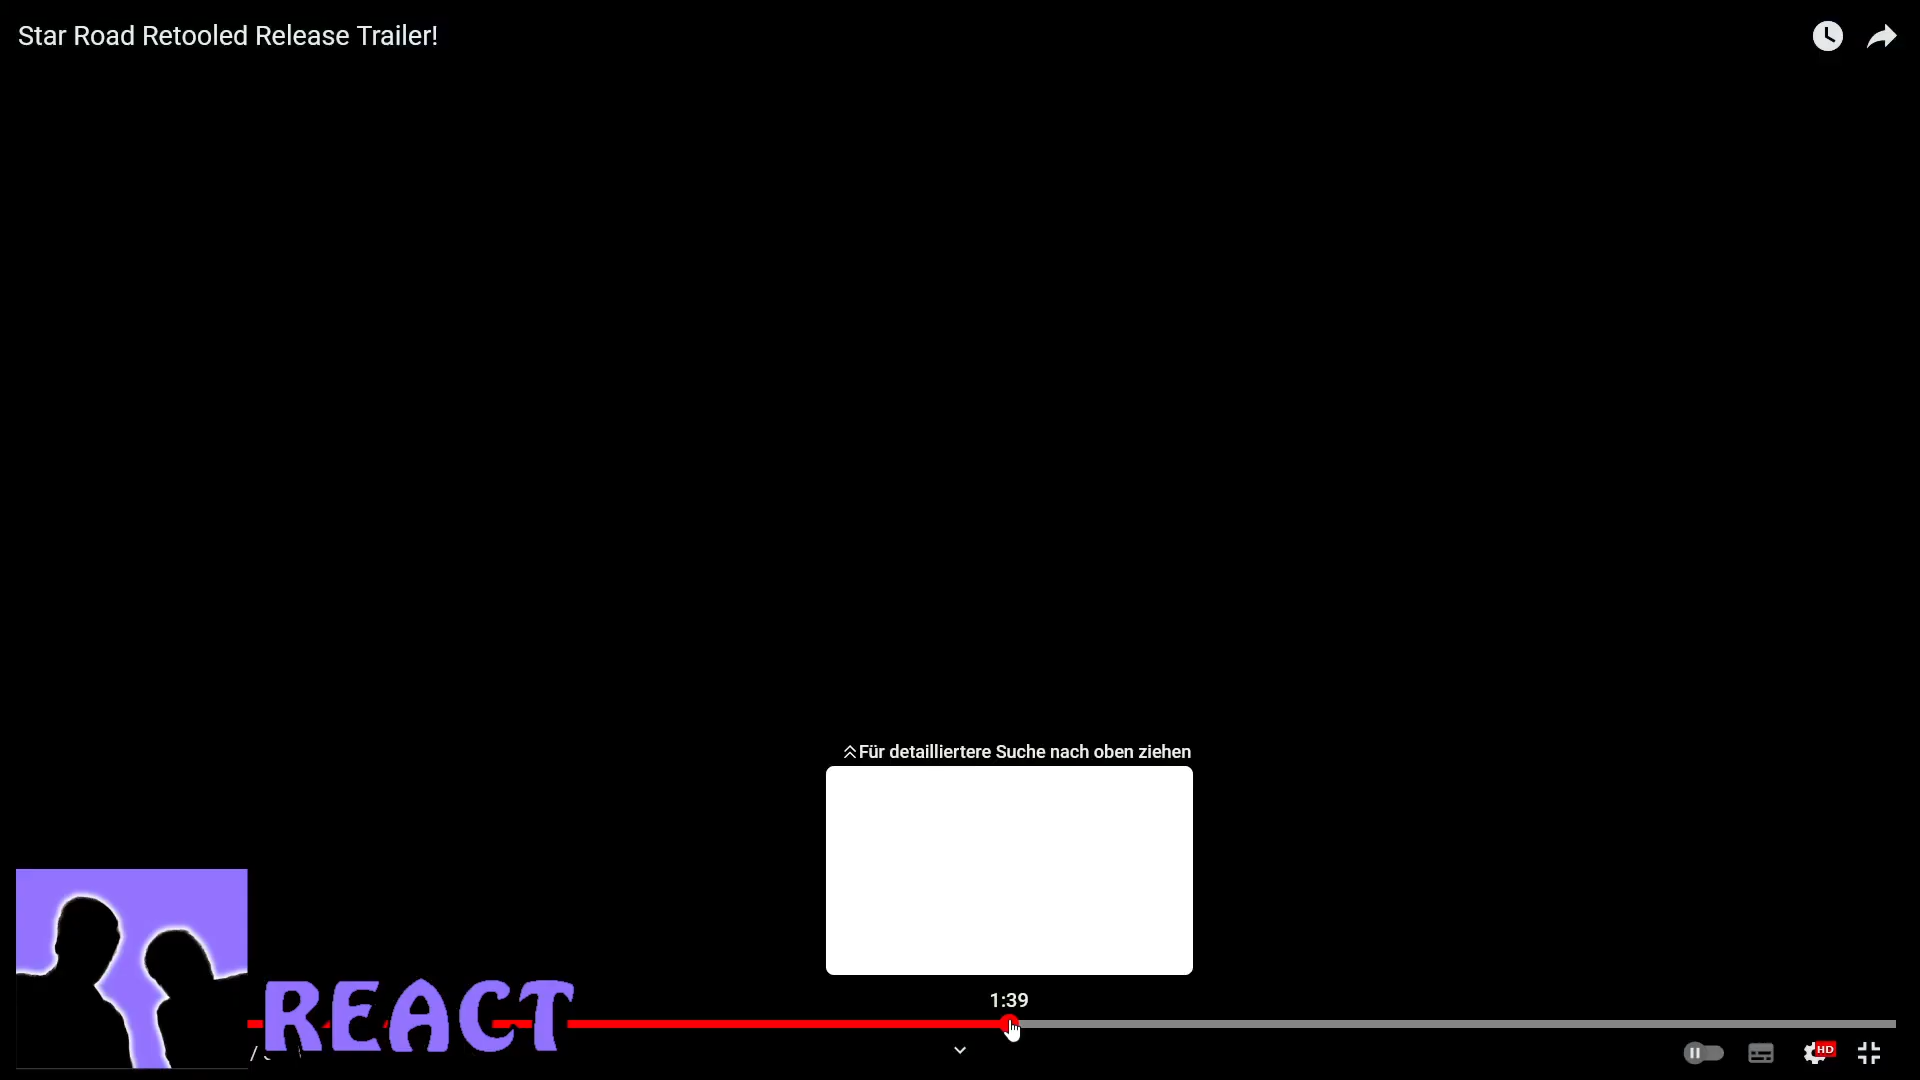 Star Road Retooled Release Trailer!
Für detailliertere Suche nach oben ziehen
1:39
REACT
HD